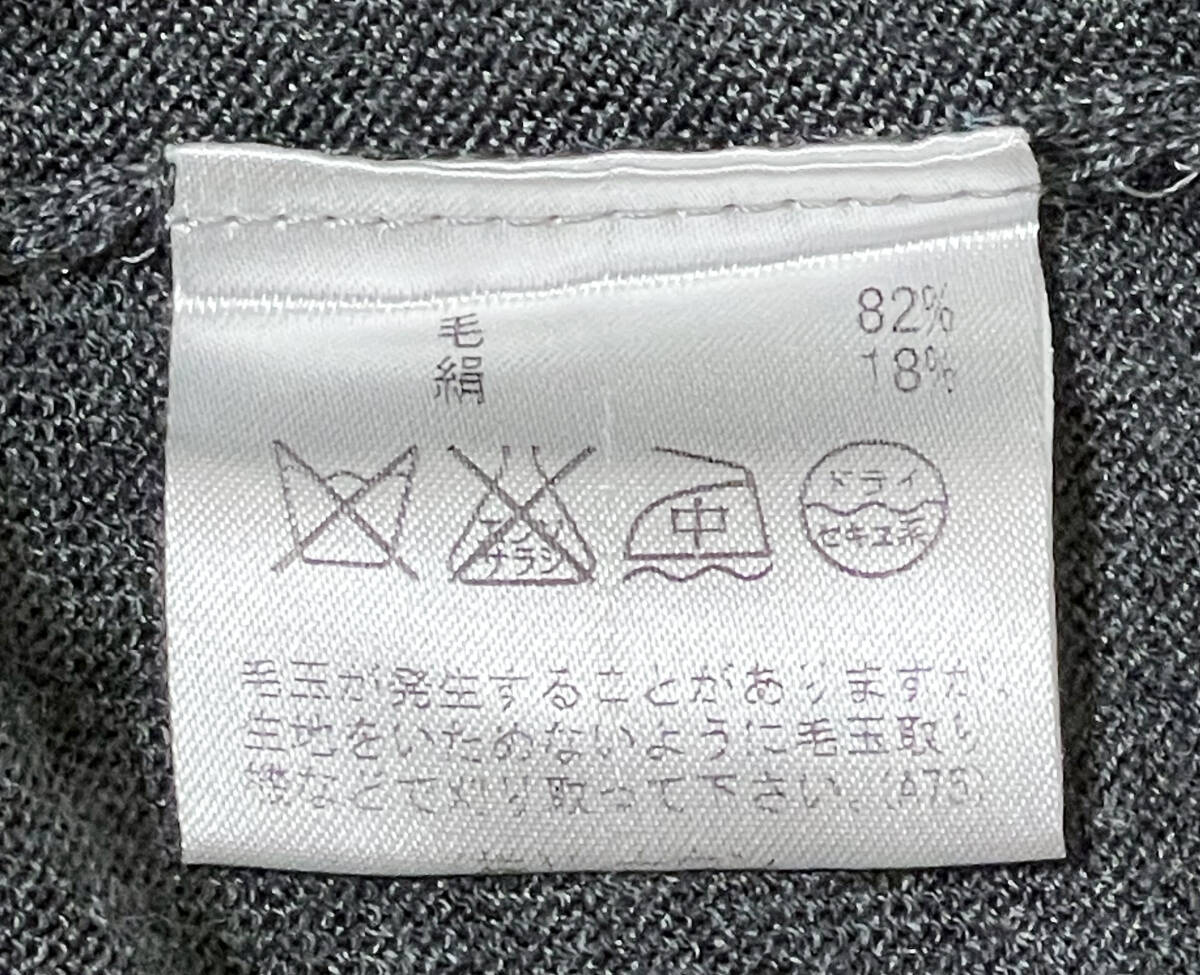 毛 82%
絹 18%
エンソ サラシ
中
ドライ
セキユ系
毛玉が発生することがありますが、
生地をいためないように毛玉取り
機などで刈り取って下さい。(A75)